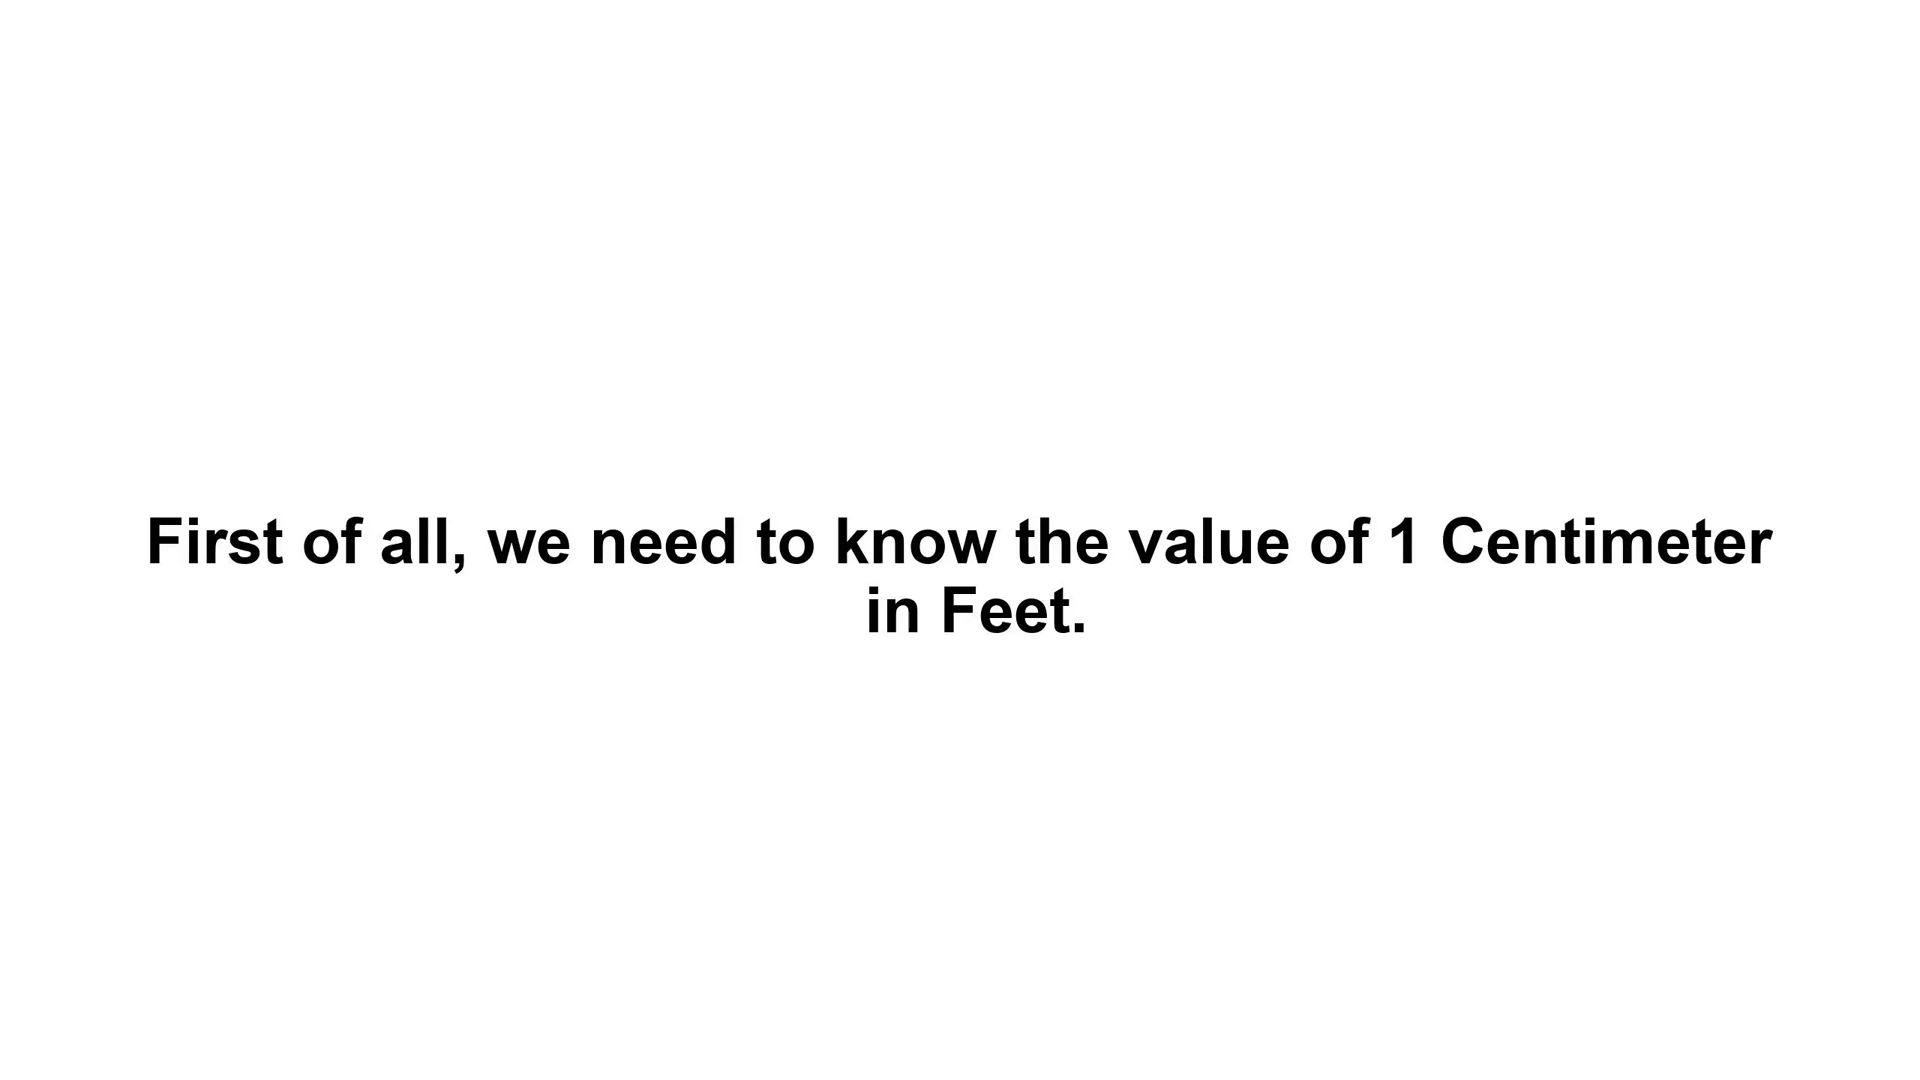 First of all, we need to know the value of 1 Centimeter
in Feet.